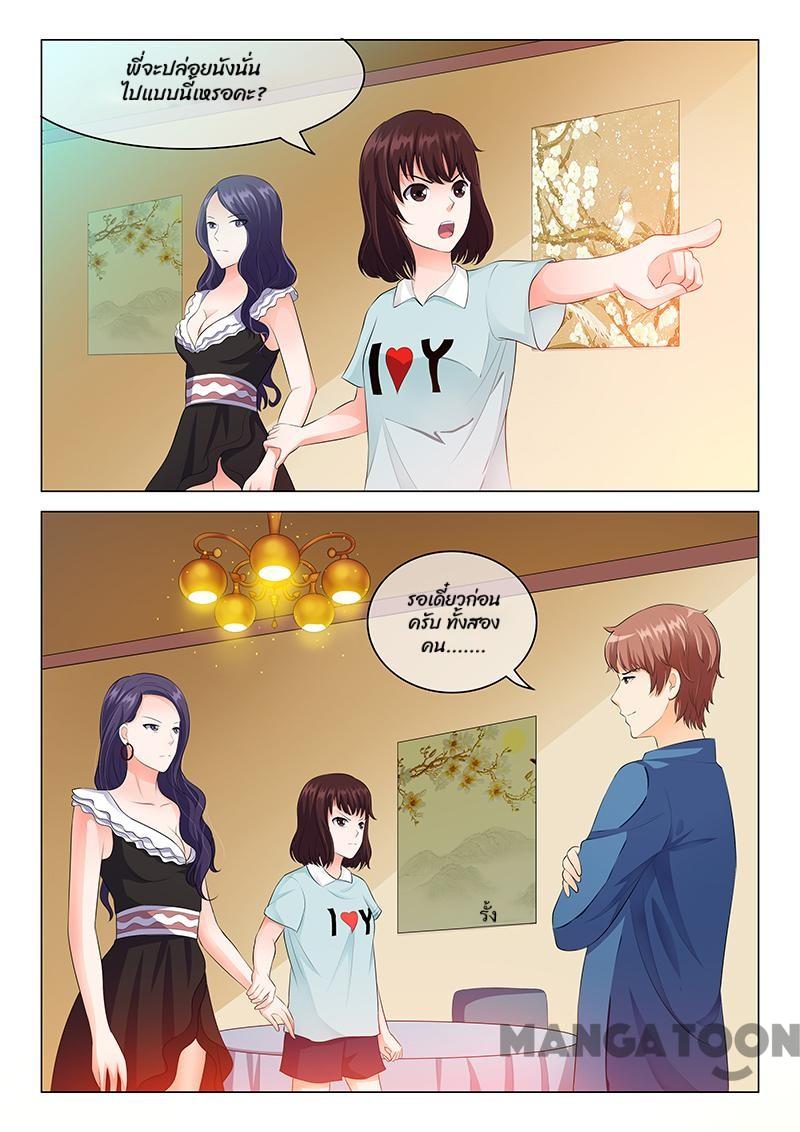 พี่จะปล่อยนังนั่น
ไปแบบนี้เหรอคะ?
I ♥ Y
รอเดี๋ยวก่อน
ครับ ทั้งสอง
คน.......
I ♥ Y
รั้ง
MANGATOON